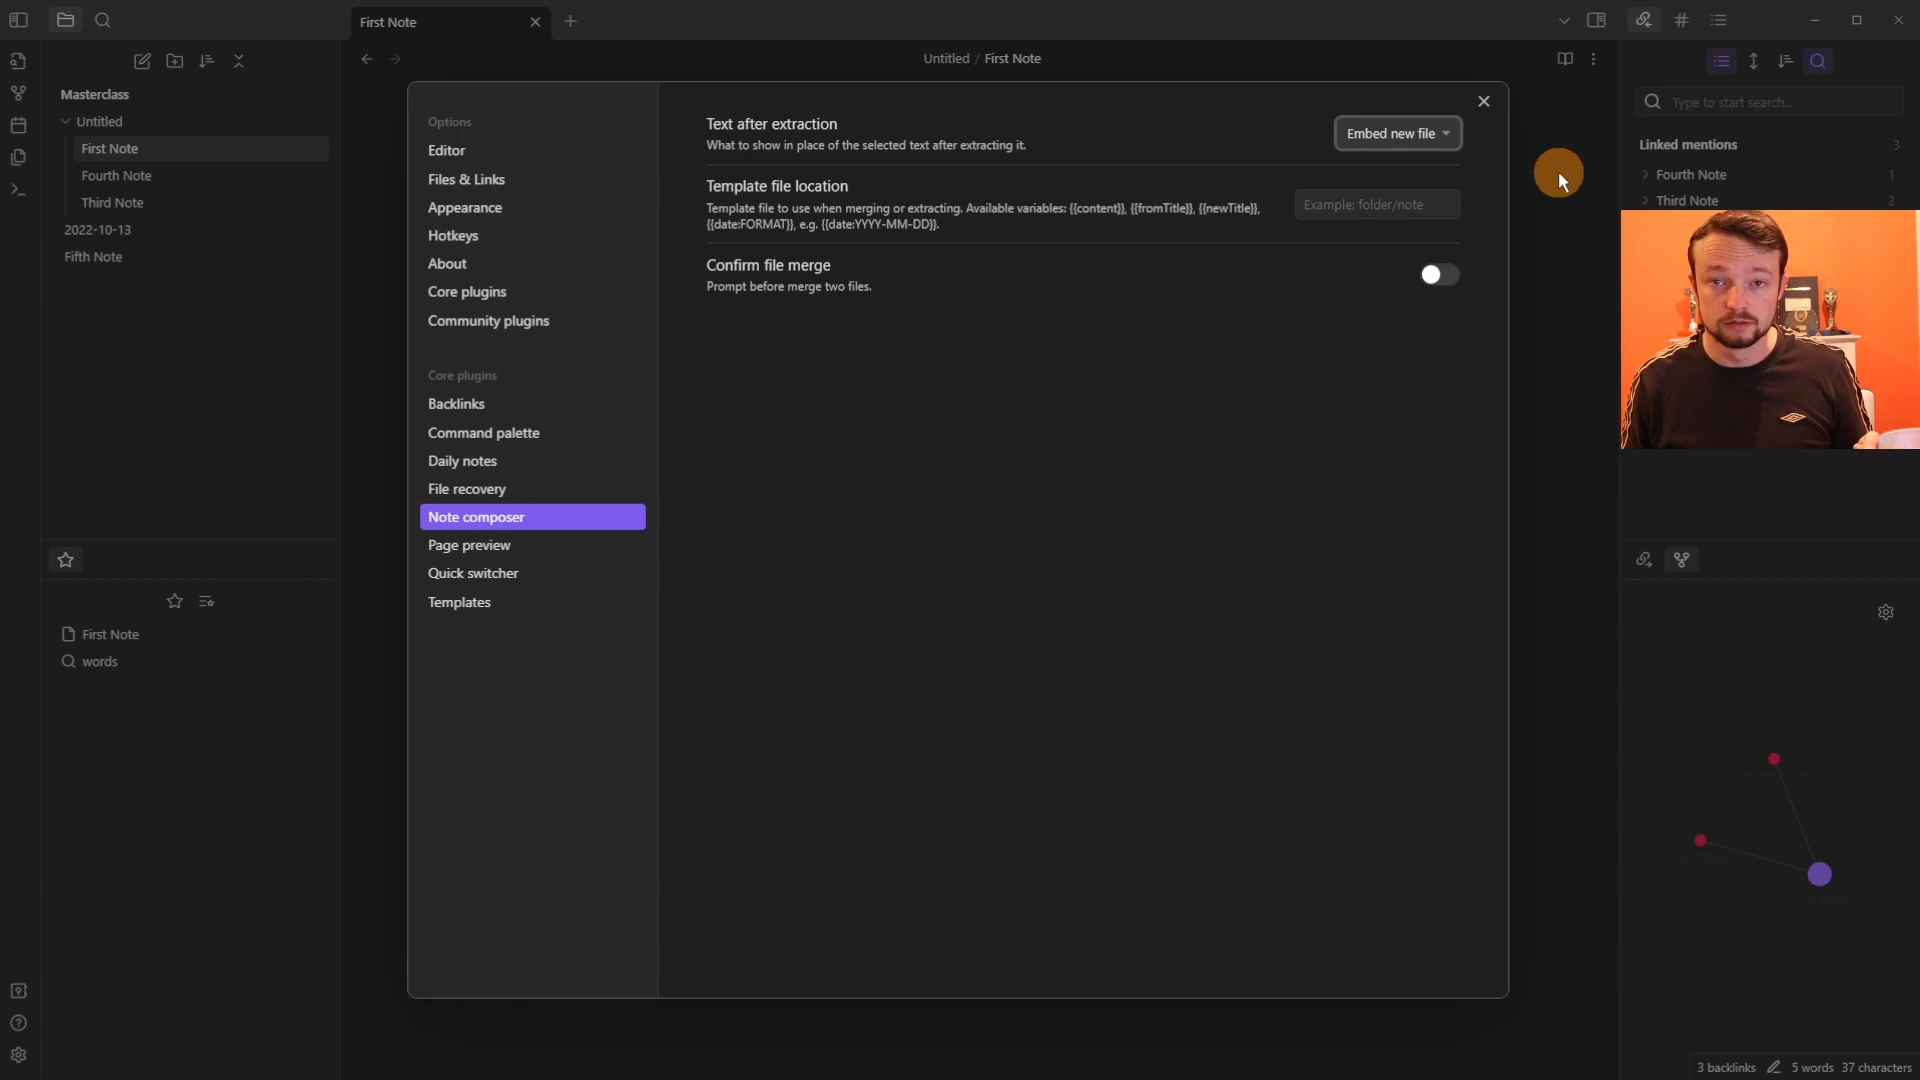 First Note
Untitled / First Note
Masterclass
Untitled
First Note
Fourth Note
Third Note
2022-10-13
Fifth Note
First Note
words
Options
Editor
Files & Links
Appearance
Hotkeys
About
Core plugins
Community plugins
Core plugins
Backlinks
Command palette
Daily notes
File recovery
Note composer
Page preview
Quick switcher
Templates
Text after extraction
What to show in place of the selected text after extracting it.
Embed new file
Template file location
Template file to use when merging or extracting. Available variables: {{content}}, {{fromTitle}}, {{newTitle}},
{{date:FORMAT}}, e.g. {{date:YYYY-MM-DD}}.
Example: folder/note
Confirm file merge
Prompt before merge two files.
Type to start search...
Linked mentions 3
Fourth Note 1
Third Note 2
3 backlinks 5 words 37 characters